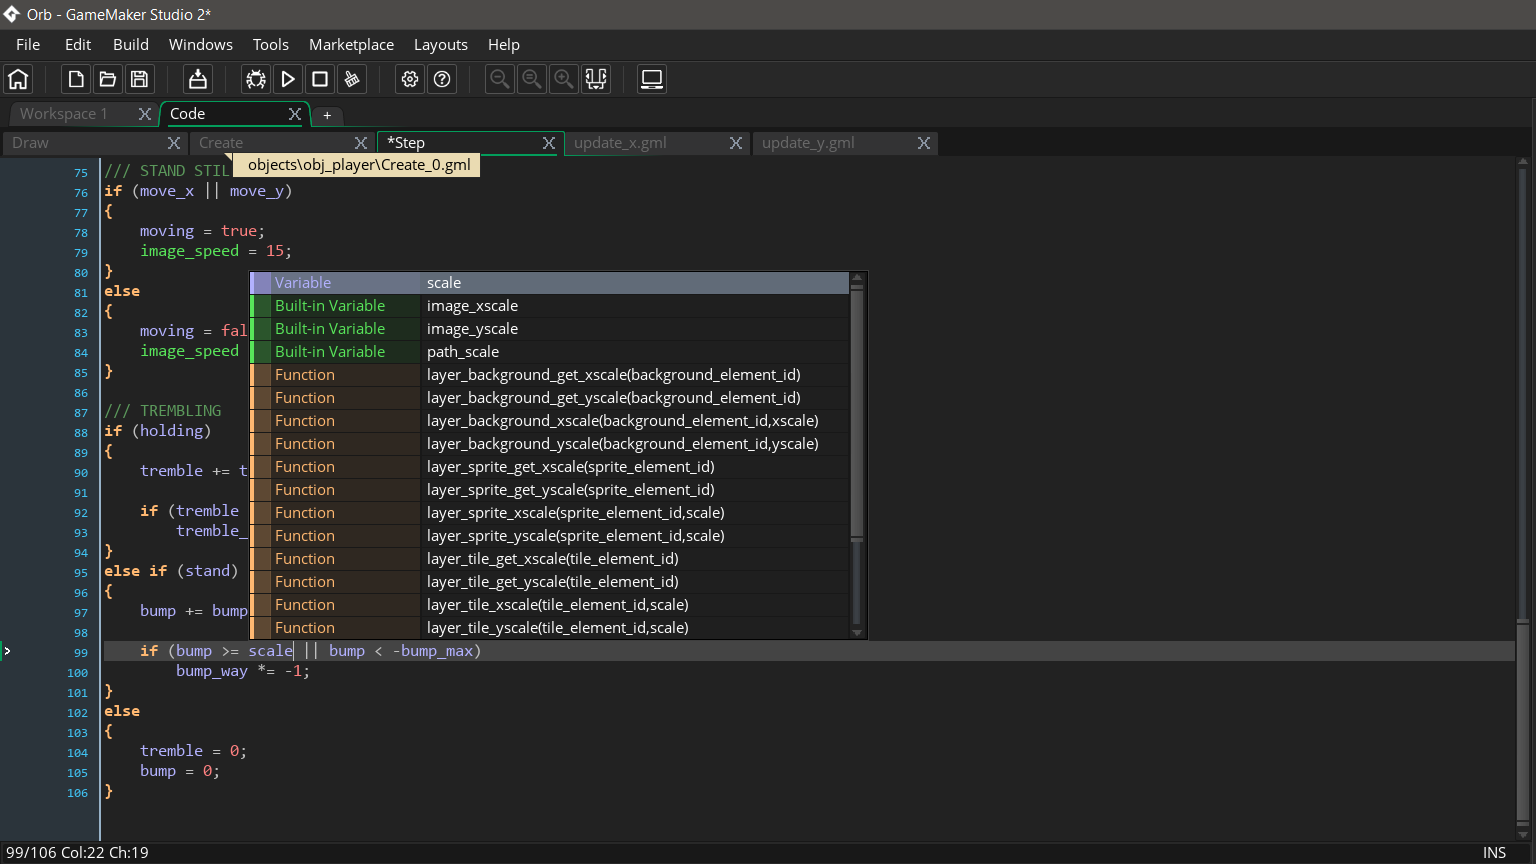 Orb - GameMaker Studio 2*
File Edit Build Windows Tools Marketplace Layouts Help
Workspace 1 Code +
Draw Create *Step update_x.gml update_y.gml
objects\obj_player\Create_0.gml
75 /// STAND STIL
76 if (move_x || move_y)
77 {
78 moving = true;
79 image_speed = 15;
80 }
81 else
82 {
83 moving = fal
84 image_speed
85 }
86
87 /// TREMBLING
88 if (holding)
89 {
90 tremble += t
91
92 if (tremble
93 tremble_
94 }
95 else if (stand)
96 {
97 bump += bump
98
Variable scale
Built-in Variable image_xscale
Built-in Variable image_yscale
Built-in Variable path_scale
Function layer_background_get_xscale(background_element_id)
Function layer_background_get_yscale(background_element_id)
Function layer_background_xscale(background_element_id,xscale)
Function layer_background_yscale(background_element_id,yscale)
Function layer_sprite_get_xscale(sprite_element_id)
Function layer_sprite_get_yscale(sprite_element_id)
Function layer_sprite_xscale(sprite_element_id,scale)
Function layer_sprite_yscale(sprite_element_id,scale)
Function layer_tile_get_xscale(tile_element_id)
Function layer_tile_get_yscale(tile_element_id)
Function layer_tile_xscale(tile_element_id,scale)
Function layer_tile_yscale(tile_element_id,scale)
99 if (bump >= scale || bump < -bump_max)
100 bump_way *= -1;
101 }
102 else
103 {
104 tremble = 0;
105 bump = 0;
106 }
99/106 Col:22 Ch:19 INS